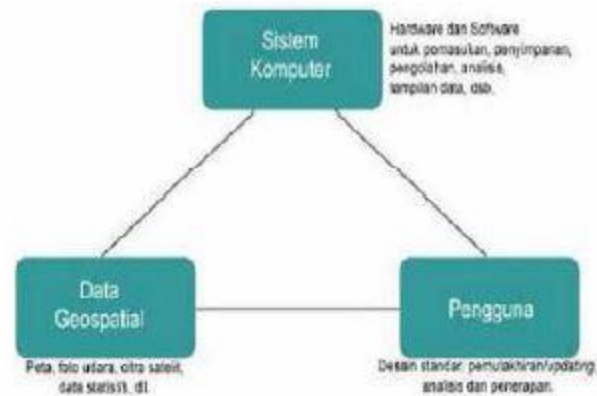 Sistem
Komputer
Hardware dan Software
untuk pemasukan, penyimpanan,
pengolahan, analisis,
tampilan data, dsb.
Data
Geospatial
Pengguna
Peta, foto udara, citra satelit,
data statistik, dll
Desain standar, pemutakhiran/updating
analisis dan penerapan.